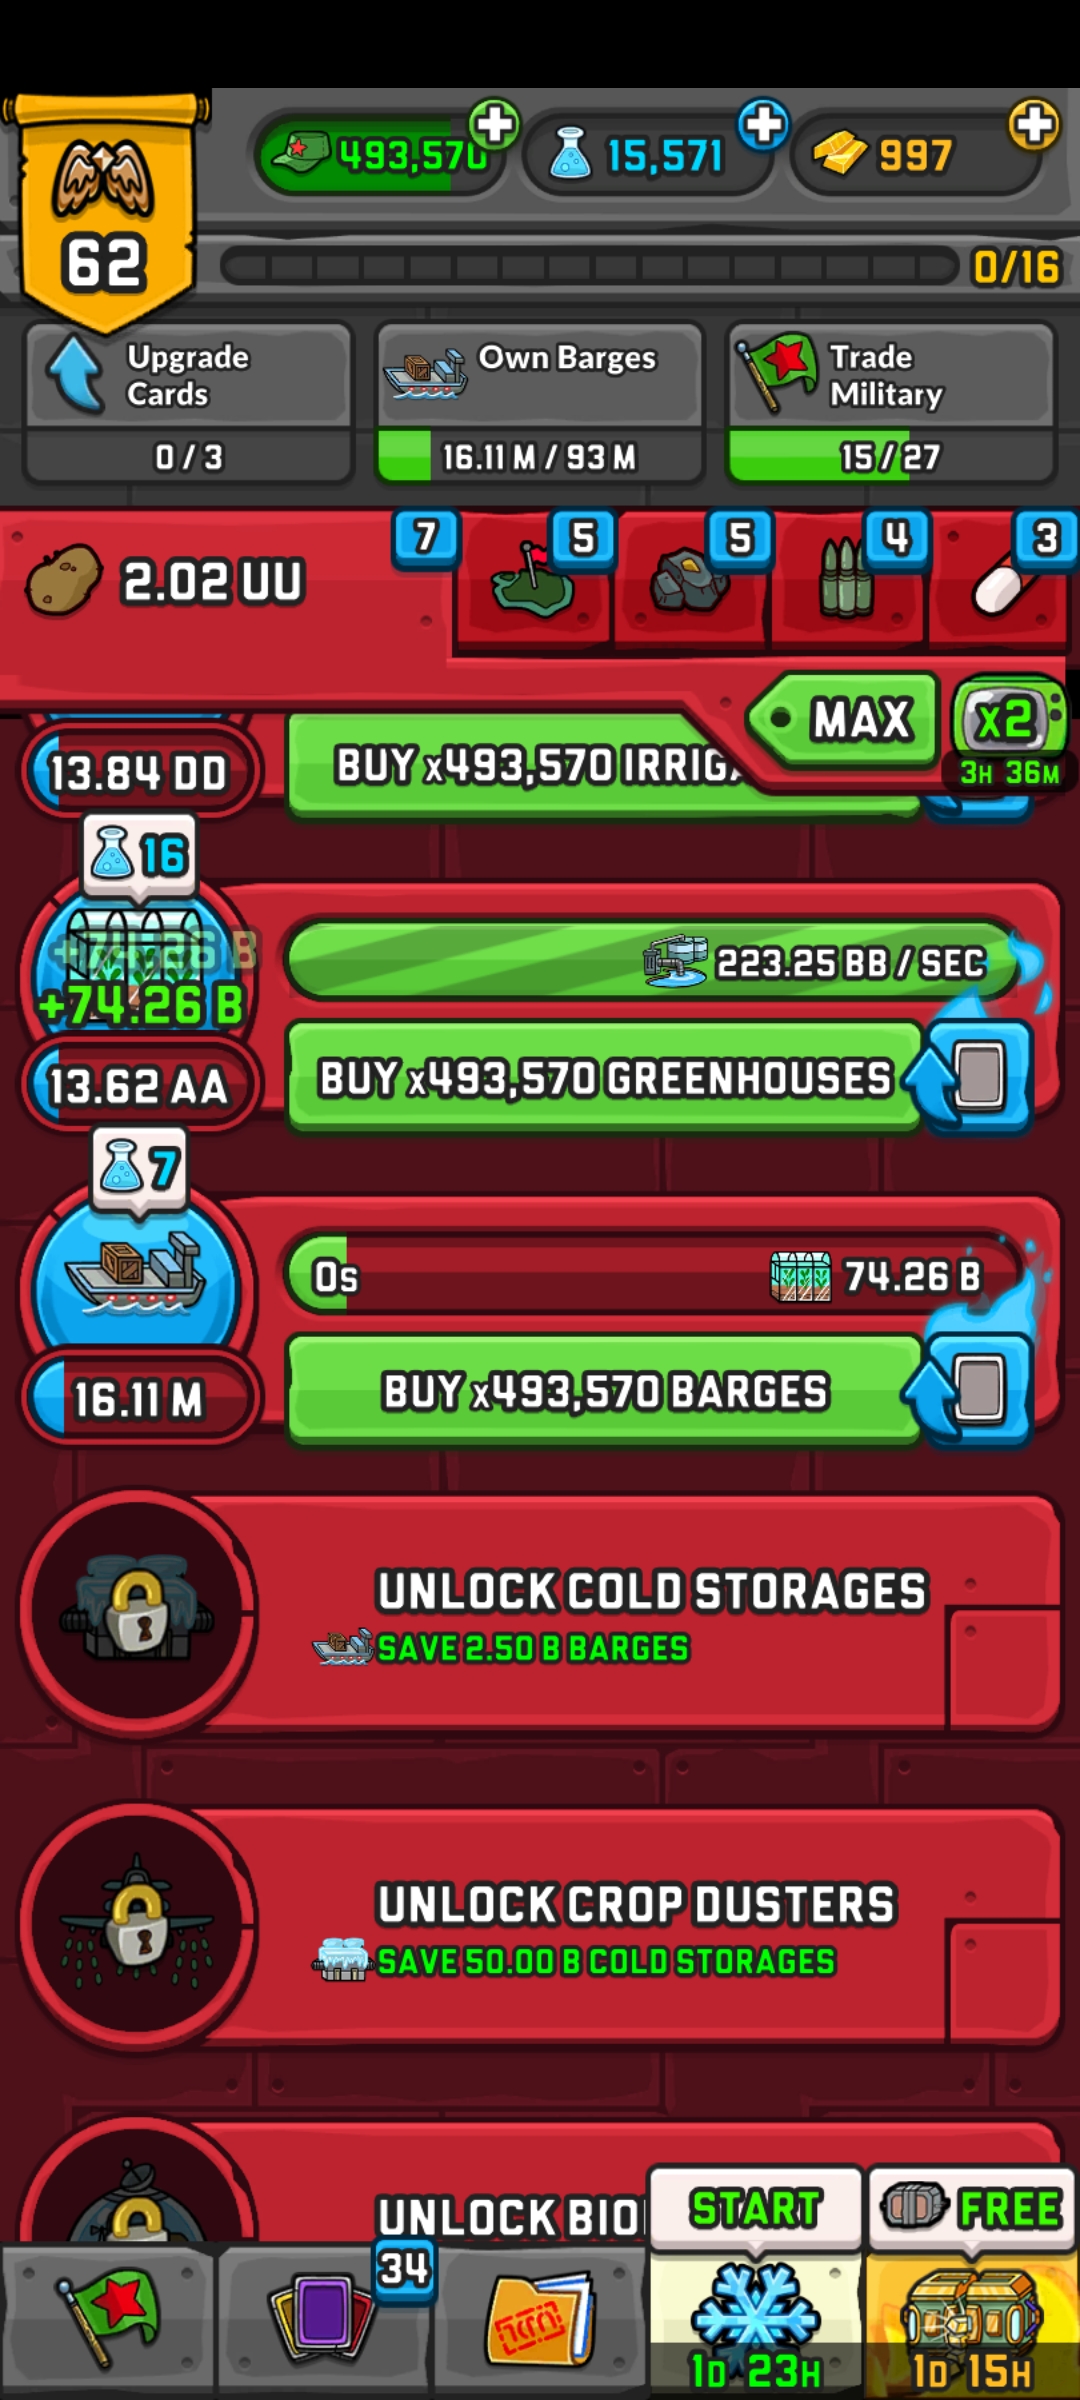 493,570
15,571
997
62
0/16
Upgrade
Cards
0 / 3
Own Barges
16.11 M / 93 M
Trade
Military
15 / 27
2.02 UU
7
5
5
4
3
MAX
x2
3H 36M
13.84 DD
BUY x493,570 IRRIGA
16
+74.26 B
+74.26 B
223.25 BB / SEC
13.62 AA
BUY x493,570 GREENHOUSES
7
0s
74.26 B
16.11 M
BUY x493,570 BARGES
UNLOCK COLD STORAGES
SAVE 2.50 B BARGES
UNLOCK CROP DUSTERS
SAVE 50.00 B COLD STORAGES
UNLOCK BIO
START
FREE
34
1D 23H
1D 15H